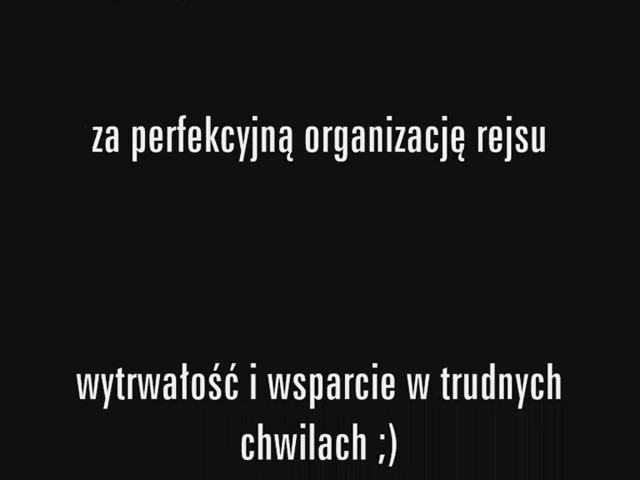 za perfekcyjną organizację rejsu
wytrwałość i wsparcie w trudnych
chwilach ;)